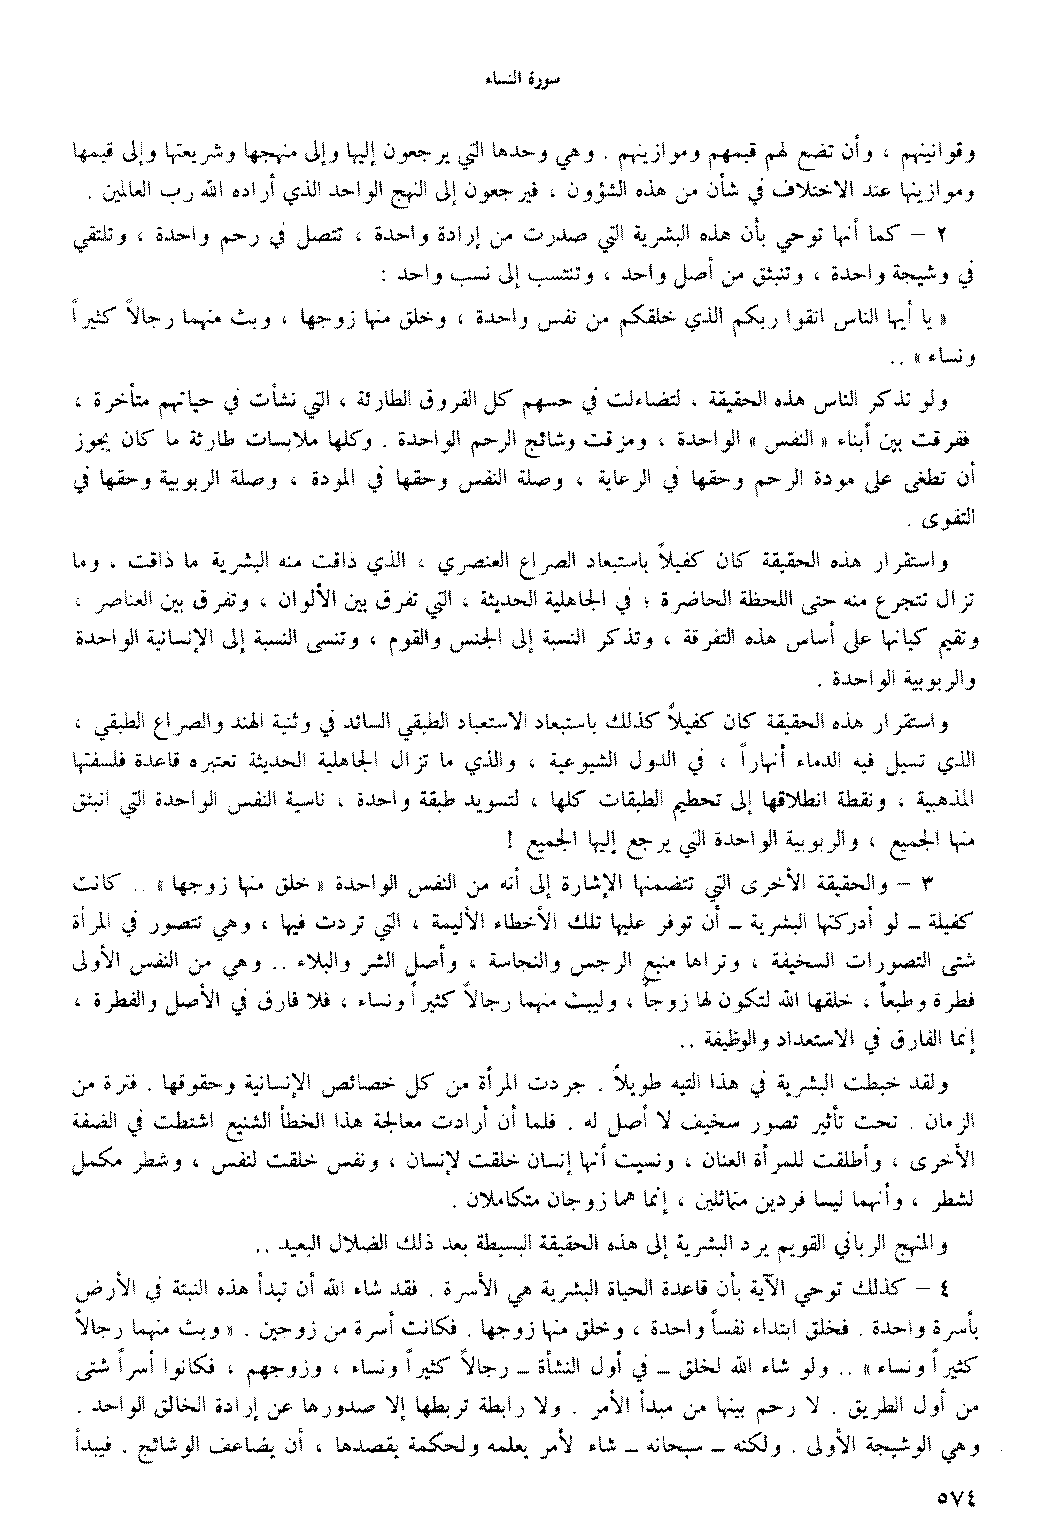 سورة النساء
وقوانينهم ، وأن تضع لهم قيمهم وموازينهم . وهي وحدها التي يرجعون إليها وإلى منهجها وشريعتها وإلى قيمها
وموازينها عند الاختلاف في شأن من هذه الشؤون ، فيرجعون إلى النهج الواحد الذي أراده الله رب العالمين .
٢ – كما أنها توحي بأن هذه البشرية التي صدرت من إرادة واحدة ، تتصل في رحم واحدة ، وتلتقي
في وشيجة واحدة ، وتنبثق من أصل واحد ، وتنتسب إلى نسب واحد :
« يا أيها الناس اتقوا ربكم الذي خلقكم من نفس واحدة ، وخلق منها زوجها ، وبث منهما رجالاً كثيراً
ونساء » ..
ولو تذكر الناس هذه الحقيقة ، لتضاءلت في حسهم كل الفروق الطارئة ، التي نشأت في حياتهم متأخرة ،
ففرقت بين أبناء « النفس » الواحدة ، ومزقت وشائج الرحم الواحدة . وكلها ملابسات طارئة ما كان يجوز
أن تطغى على مودة الرحم وحقها في الرعاية ، وصلة النفس وحقها في المودة ، وصلة الربوبية وحقها في
التقوى .
واستقرار هذه الحقيقة كان كفيلاً باستبعاد الصراع العنصري ، الذي ذاقت منه البشرية ما ذاقت ، وما
تزال تتجرع منه حتى اللحظة الحاضرة ؛ في الجاهلية الحديثة ، التي تفرق بين الألوان ، وتفرق بين العناصر ،
وتقيم كيانها على أساس هذه التفرقة ، وتذكر النسبة إلى الجنس والقوم ، وتنسى النسبة إلى الإنسانية الواحدة
والربوبية الواحدة .
واستقرار هذه الحقيقة كان كفيلاً كذلك باستبعاد الاستعباد الطبقي السائد في وثنية الهند والصراع الطبقي ،
الذي تسيل فيه الدماء أنهاراً ، في الدول الشيوعية ، والذي ما تزال الجاهلية الحديثة تعتبره قاعدة فلسفتها
المذهبية ، ونقطة انطلاقها إلى تحطيم الطبقات كلها ، لتسويد طبقة واحدة ، ناسية النفس الواحدة التي انبثق
منها الجميع ، والربوبية الواحدة التي يرجع إليها الجميع !
٣ – والحقيقة الأخرى التي تتضمنها الإشارة إلى أنه من النفس الواحدة « خلق منها زوجها » .. كانت
كفيلة – لو أدركتها البشرية – أن توفر عليها تلك الأخطاء الأليمة ، التي تردت فيها ، وهي تتصور في المرأة
شتى التصورات السخيفة ، وتراها منبع الرجس والنجاسة ، وأصل الشر والبلاء .. وهي من النفس الأولى
فطرة وطبعاً ، خلقها الله لتكون لها زوجاً ، وليبث منهما رجالاً كثيراً ونساء ، فلا فارق في الأصل والفطرة ،
إنما الفارق في الاستعداد والوظيفة ..
ولقد خبطت البشرية في هذا التيه طويلاً . جردت المرأة من كل خصائص الإنسانية وحقوقها . فترة من
الزمان . تحت تأثير تصور سخيف لا أصل له . فلما أن أرادت معالجة هذا الخطأ الشنيع اشتطت في الضفة
الأخرى ، وأطلقت للمرأة العنان ، ونسيت أنها إنسان خلقت لإنسان ، ونفس خلقت لنفس ، وشطر مكمل
لشطر ، وأنهما ليسا فردين متماثلين ، إنما هما زوجان متكاملان .
والمنهج الرباني القويم يرد البشرية إلى هذه الحقيقة البسيطة بعد ذلك الضلال البعيد ..
٤ – كذلك توحي الآية بأن قاعدة الحياة البشرية هي الأسرة . فقد شاء الله أن تبدأ هذه النبتة في الأرض
بأسرة واحدة . فخلق ابتداء نفساً واحدة ، وخلق منها زوجها . فكانت أسرة من زوجين . « وبث منهما رجالاً
كثيراً ونساء » .. ولو شاء الله لخلق – في أول النشأة – رجالاً كثيراً ونساء ، وزوجهم ، فكانوا أسراً شتى
من أول الطريق . لا رحم بينها من مبدأ الأمر . ولا رابطة تربطها إلا صدورها عن إرادة الخالق الواحد .
وهي الوشيجة الأولى . ولكنه – سبحانه – شاء لأمر يعلمه ولحكمة يقصدها ، أن يضاعف الوشائج . فيبدأ
٥٧٤